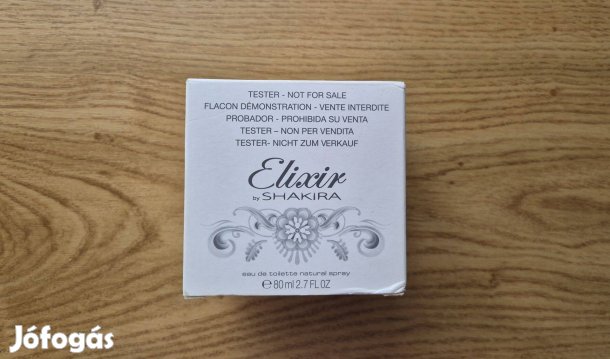 TESTER - NOT FOR SALE
FLACON DÉMONSTRATION - VENTE INTERDITE
PROBADOR - PROHIBIDA SU VENTA
TESTER – NON PER VENDITA
TESTER- NICHT ZUM VERKAUF
Elixir
by SHAKIRA
eau de toilette natural spray
℮ 80 ml 2.7 FL OZ
Jófogás